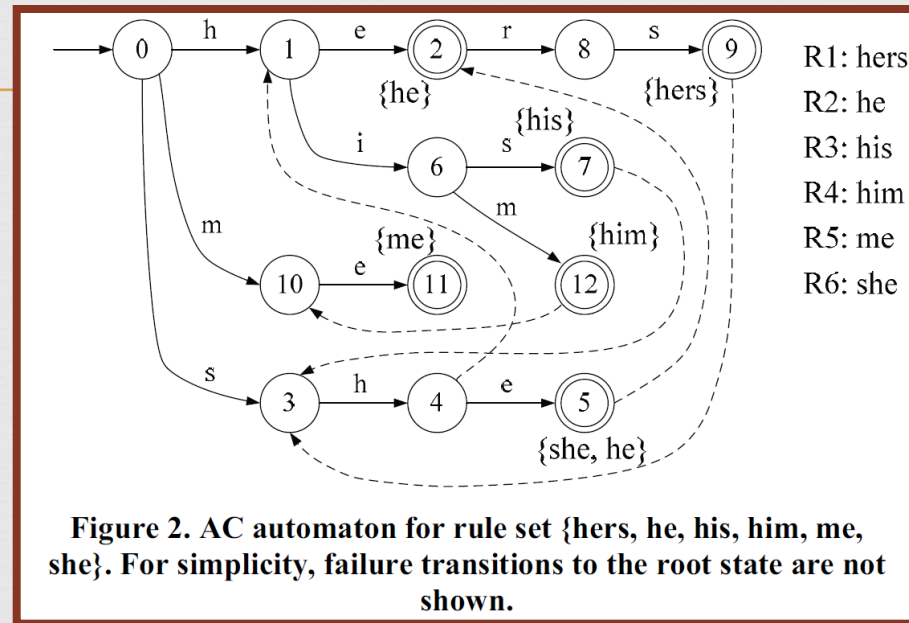 h e r s
0 1 2 8 9
{he} {hers}
R1: hers
R2: he
R3: his
R4: him
R5: me
R6: she
{his}
i s
6 7
m
m {me} {him}
e
10 11 12
s h e
3 4 5
{she, he}
Figure 2. AC automaton for rule set {hers, he, his, him, me,
she}. For simplicity, failure transitions to the root state are not
shown.